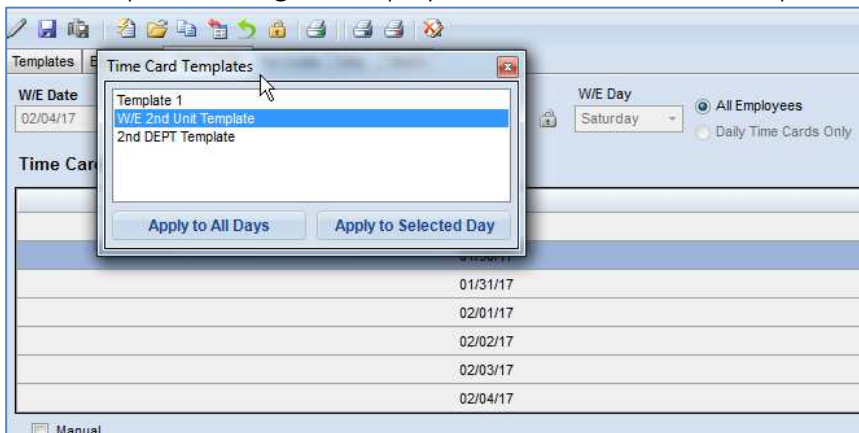 Templates
Time Card Templates
W/E Date
02/04/17
Template 1
W/E 2nd Unit Template
2nd DEPT Template
W/E Day
Saturday
All Employees
Daily Time Cards Only
Time Car
Apply to All Days
Apply to Selected Day
01/31/17
02/01/17
02/02/17
02/03/17
02/04/17
Manual